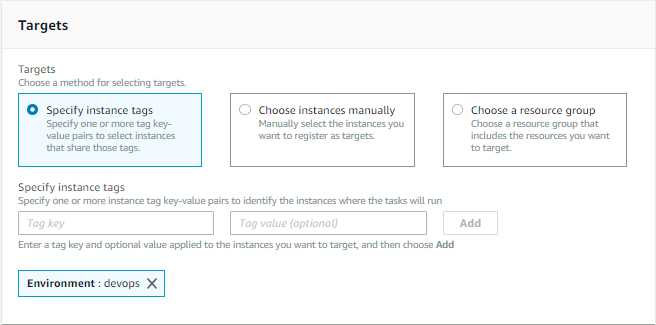 Targets
Targets
Choose a method for selecting targets.
Specify instance tags
Specify one or more tag key-
value pairs to select instances
that share those tags.
Choose instances manually
Manually select the instances you
want to register as targets.
Choose a resource group
Choose a resource group that
includes the resources you want
to target.
Specify instance tags
Specify one or more instance tag key-value pairs to identify the instances where the tasks will run
Tag key
Tag value (optional)
Add
Enter a tag key and optional value applied to the instances you want to target, and then choose Add
Environment : devops